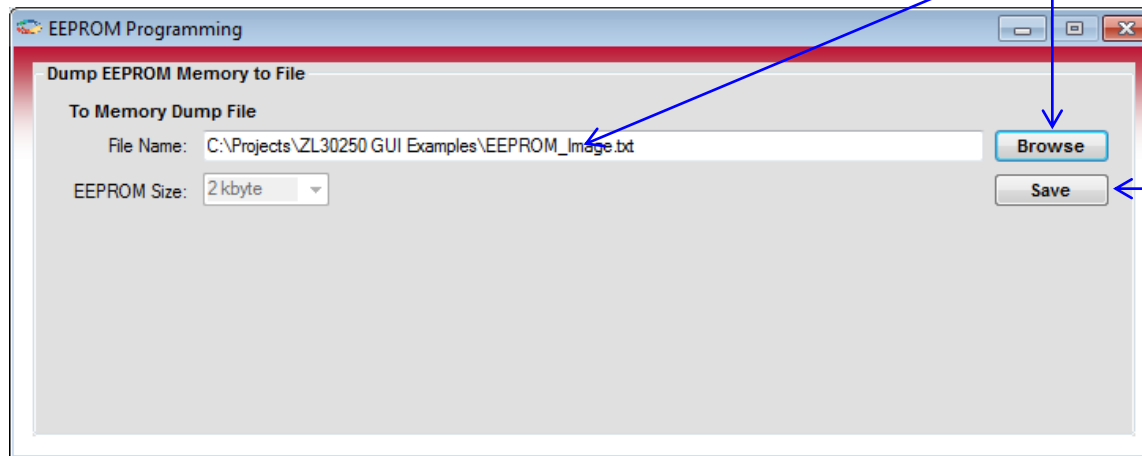 EEPROM Programming
Dump EEPROM Memory to File
To Memory Dump File
File Name: C:\Projects\ZL30250 GUI Examples\EEPROM_Image.txt Browse
EEPROM Size: 2 kbyte Save